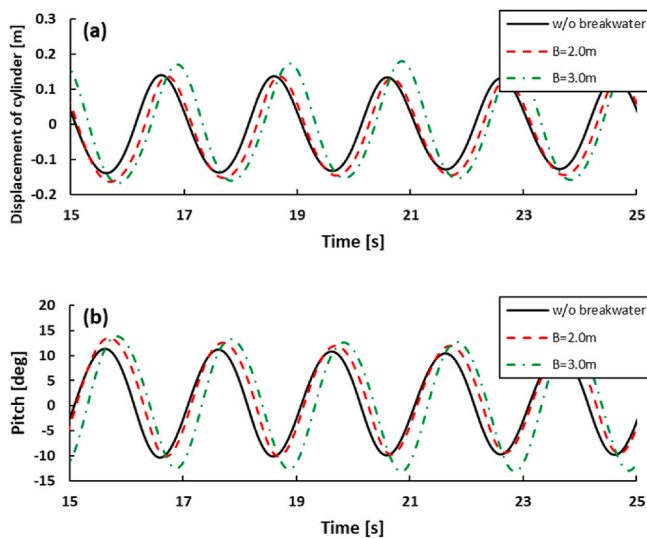 (a)
Displacement of cylinder [m]
0.3
0.2
0.1
0
-0.1
-0.2
15
17
19
21
23
25
Time [s]
w/o breakwater
B=2.0m
B=3.0m
(b)
Pitch [deg]
20
15
10
5
0
-5
-10
-15
15
17
19
21
23
25
Time [s]
w/o breakwater
B=2.0m
B=3.0m